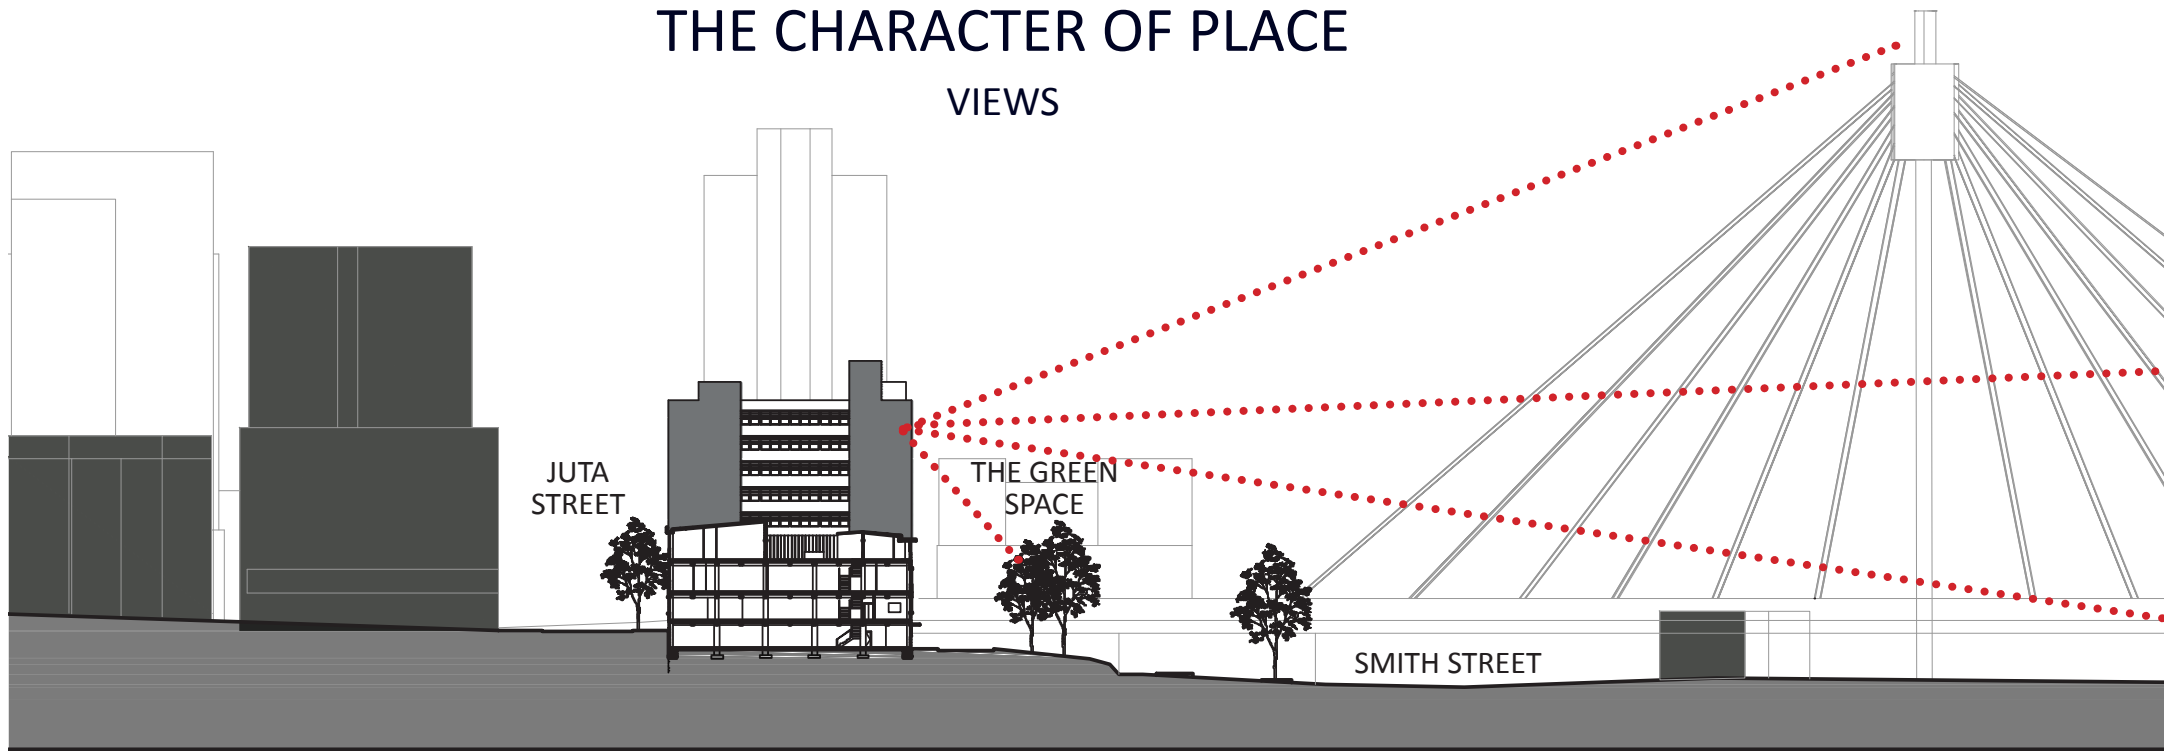 THE CHARACTER OF PLACE
VIEWS
JUTA
STREET
THE GREEN
SPACE
SMITH STREET